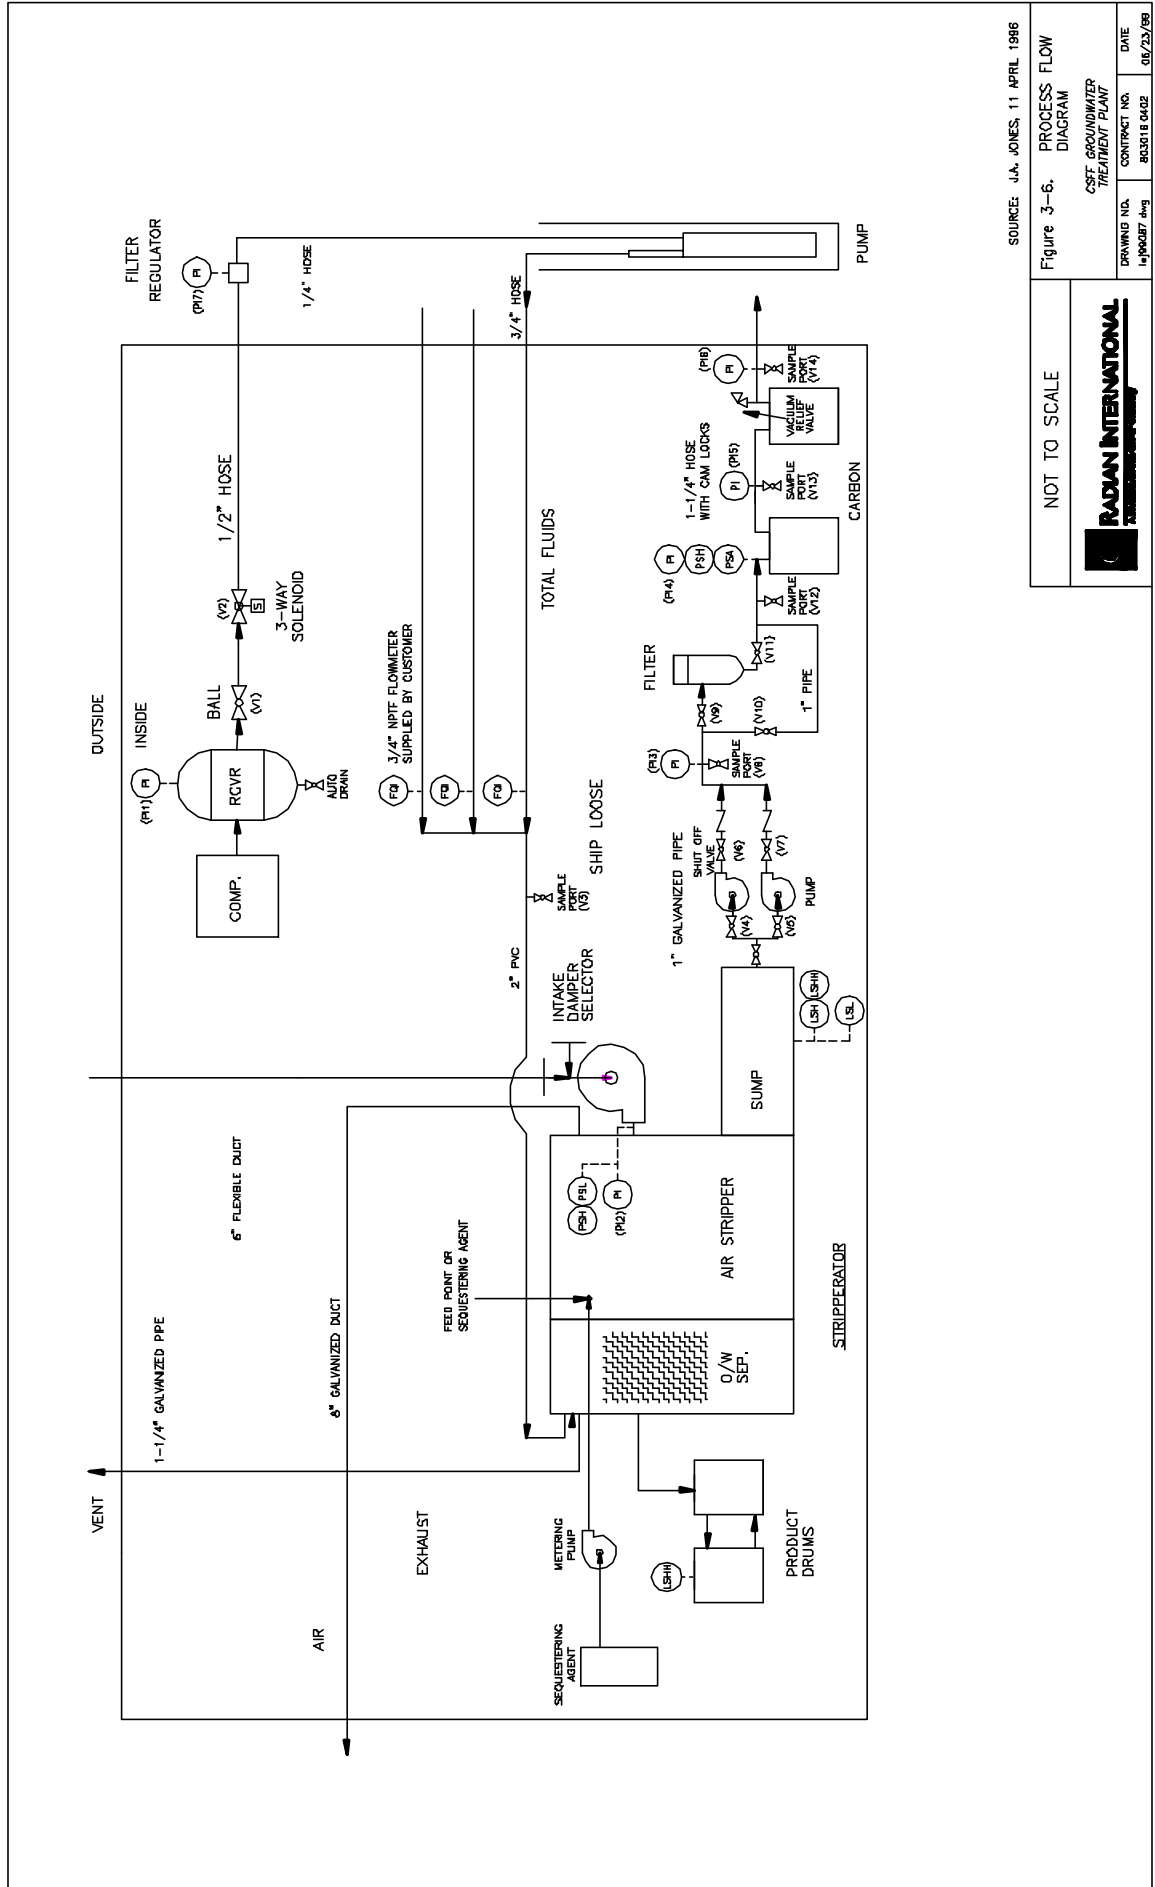 VENT
1-1/4" GALVANIZED PIPE
6" FLEXIBLE DUCT
OUTSIDE
INSIDE
AIR
8" GALVANIZED DUCT
EXHAUST
COMP.
RCVR
(PI1)
PI
AUTO
DRAIN
BALL
(V1)
(V2)
S
3-WAY
SOLENOID
1/2" HOSE
FILTER
REGULATOR
(PI7)
PI
1/4" HOSE
3/4" HOSE
PUMP
3/4" NPTF FLOWMETER
SUPPLIED BY CUSTOMER
FQI
FQI
FQI
TOTAL FLUIDS
SHIP LOOSE
SAMPLE
PORT
(V3)
2" PVC
INTAKE
DAMPER
SELECTOR
FEED POINT OR
SEQUESTERING AGENT
METERING
PUMP
SEQUESTERING
AGENT
LSHH
PRODUCT
DRUMS
O/W
SEP.
AIR STRIPPER
PSH
PSL
PI
(PI2)
STRIPPERATOR
SUMP
LSH
LSHH
LSL
1" GALVANIZED PIPE
SHUT OFF
VALVE
(V4)
(V5)
(V6)
(V7)
PUMP
(PI3)
PI
SAMPLE
PORT
(V8)
(V9)
(V10)
FILTER
(V11)
1" PIPE
SAMPLE
PORT
(V12)
(PI4)
PI
PSH
PSA
1-1/4" HOSE
WITH CAM LOCKS
PI
(PI5)
SAMPLE
PORT
(V13)
CARBON
VACUUM
RELIEF
VALVE
PI
SAMPLE
PORT
(V14)
SOURCE: J.A. JONES, 11 APRIL 1996
NOT TO SCALE
RADIAN INTERNATIONAL
Figure 3-6. PROCESS FLOW
DIAGRAM
CSFF GROUNDWATER
TREATMENT PLANT
DRAWING NO.
CONTRACT NO.
DATE